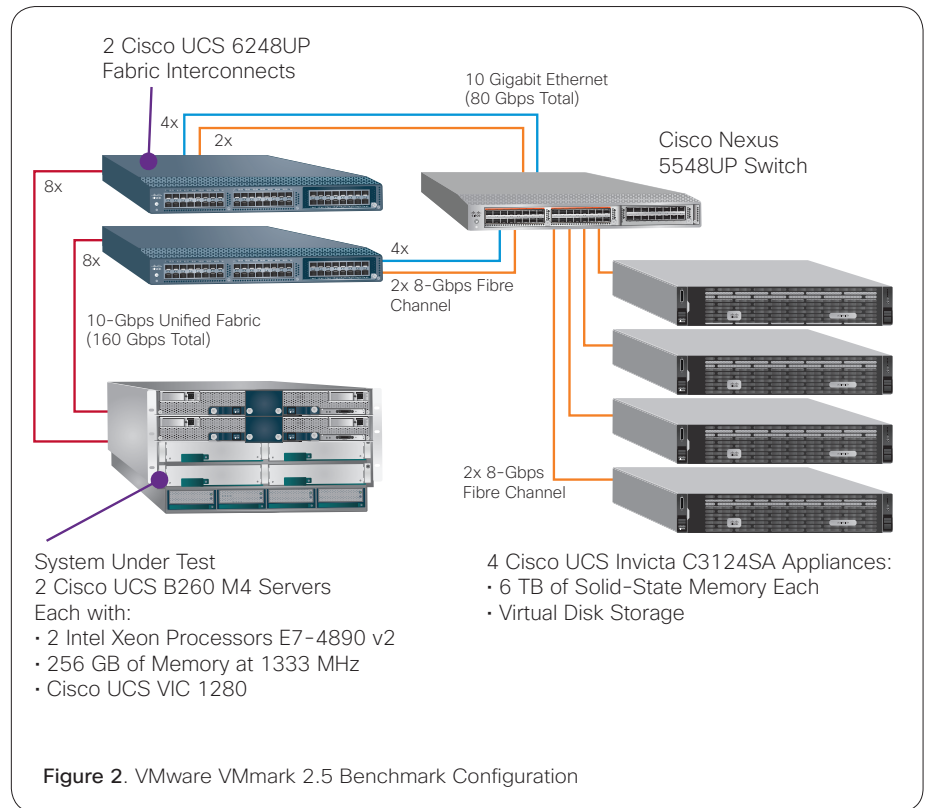 2 Cisco UCS 6248UP
Fabric Interconnects
10 Gigabit Ethernet
(80 Gbps Total)
4x
2x
Cisco Nexus
5548UP Switch
8x
8x
4x
2x 8-Gbps Fibre
Channel
10-Gbps Unified Fabric
(160 Gbps Total)
2x 8-Gbps
Fibre Channel
System Under Test
2 Cisco UCS B260 M4 Servers
Each with:
• 2 Intel Xeon Processors E7-4890 v2
• 256 GB of Memory at 1333 MHz
• Cisco UCS VIC 1280
4 Cisco UCS Invicta C3124SA Appliances:
• 6 TB of Solid-State Memory Each
• Virtual Disk Storage
Figure 2. VMware VMmark 2.5 Benchmark Configuration